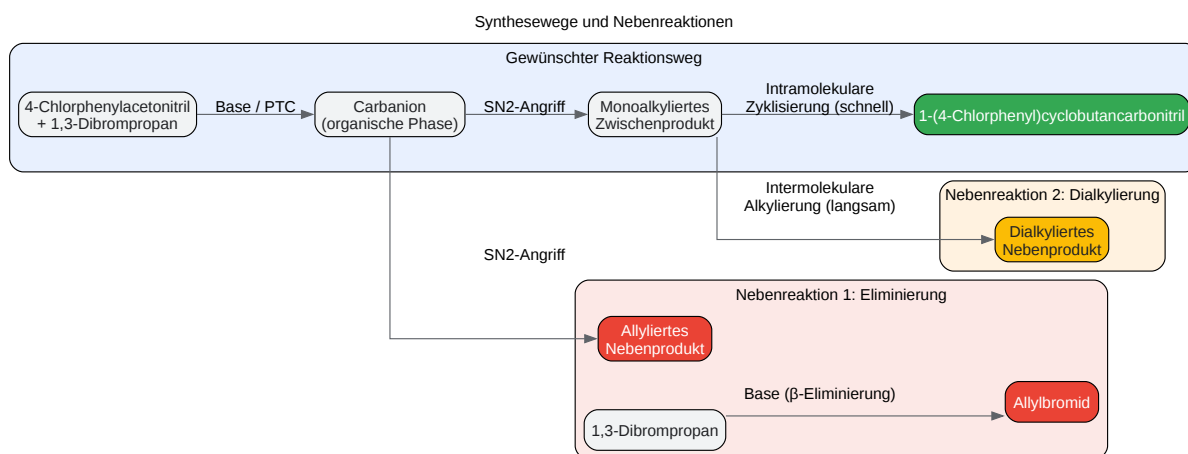 Synthesewege und Nebenreaktionen
Gewünschter Reaktionsweg
4-Chlorphenylacetonitril
+ 1,3-Dibrompropan
Base / PTC
Carbanion
(organische Phase)
SN2-Angriff
Monoalkyliertes
Zwischenprodukt
Intramolekulare
Zyklisierung (schnell)
1-(4-Chlorphenyl)cyclobutancarbonitril
Intermolekulare
Alkylierung (langsam)
Nebenreaktion 2: Dialkylierung
Dialkyliertes
Nebenprodukt
SN2-Angriff
Nebenreaktion 1: Eliminierung
Allyliertes
Nebenprodukt
1,3-Dibrompropan
Base (β-Eliminierung)
Allylbromid